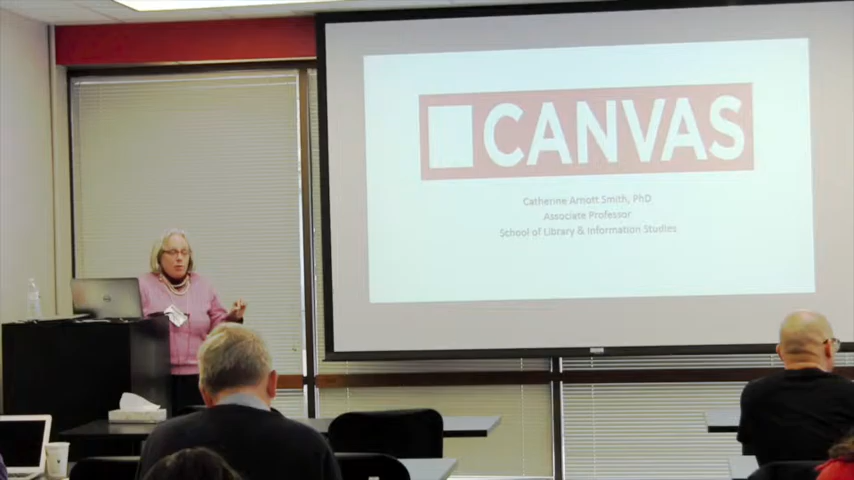 CANVAS
Catherine Arnott Smith, PhD
Associate Professor
School of Library & Information Studies